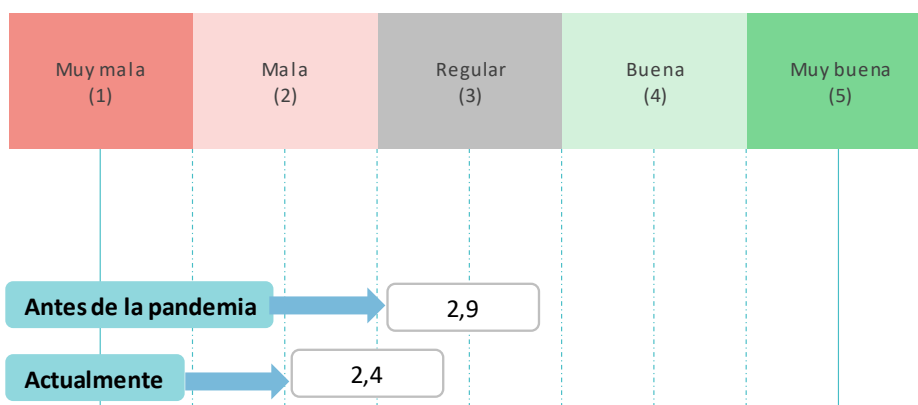 Muy mala
(1)
Mala
(2)
Regular
(3)
Buena
(4)
Muy buena
(5)
Antes de la pandemia
2,9
Actualmente
2,4